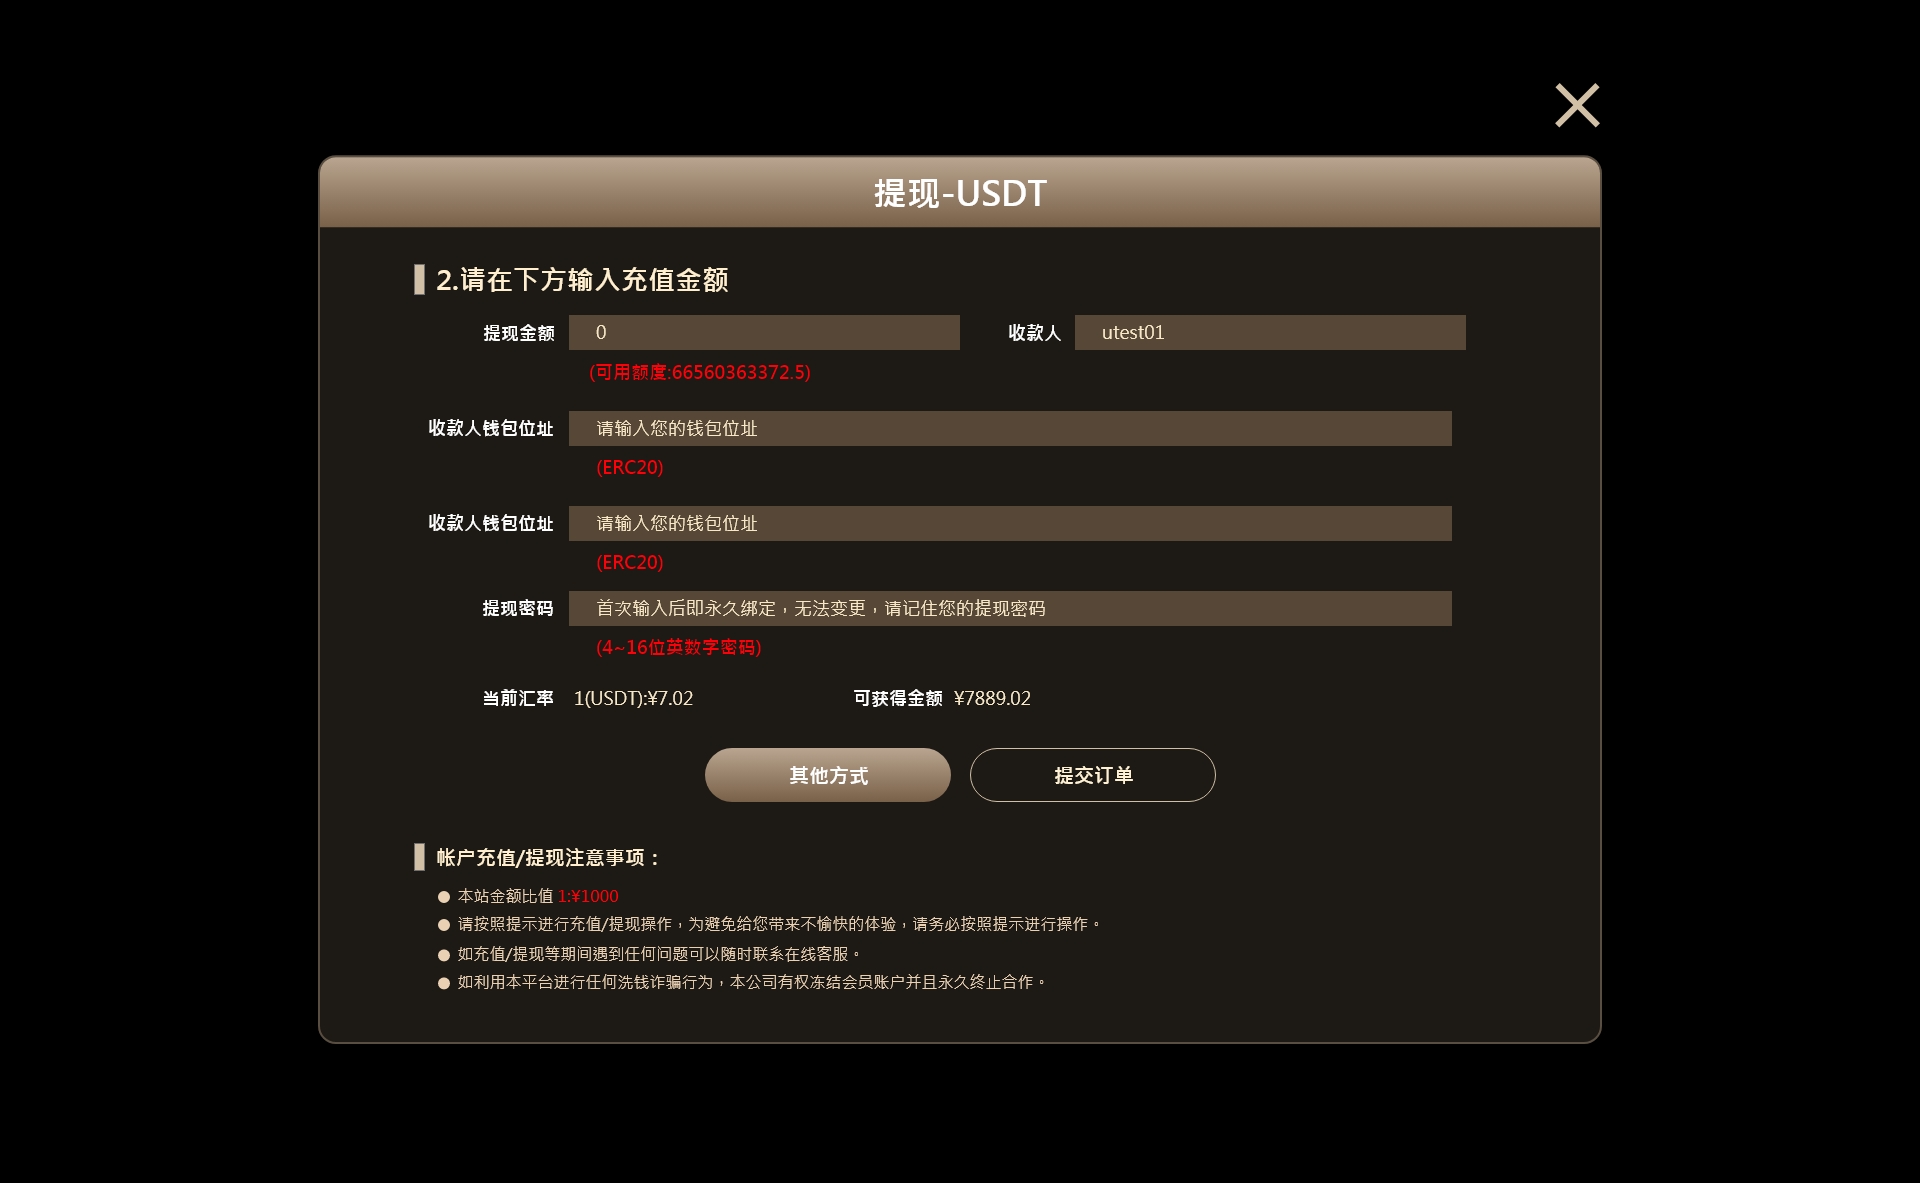 提现-USDT
2.请在下方输入充值金额
提现金额 0 收款人 utest01
(可用额度:66560363372.5)
收款人钱包位址 请输入您的钱包位址
(ERC20)
收款人钱包位址 请输入您的钱包位址
(ERC20)
提现密码 首次输入后即永久绑定，无法变更，请记住您的提现密码
(4~16位英数字密码)
当前汇率 1(USDT):¥7.02 可获得金额 ¥7889.02
其他方式 提交订单
帐户充值/提现注意事项：
● 本站金额比值 1:¥1000
● 请按照提示进行充值/提现操作，为避免给您带来不愉快的体验，请务必按照提示进行操作。
● 如充值/提现等期间遇到任何问题可以随时联系在线客服。
● 如利用本平台进行任何洗钱诈骗行为，本公司有权冻结会员账户并且永久终止合作。